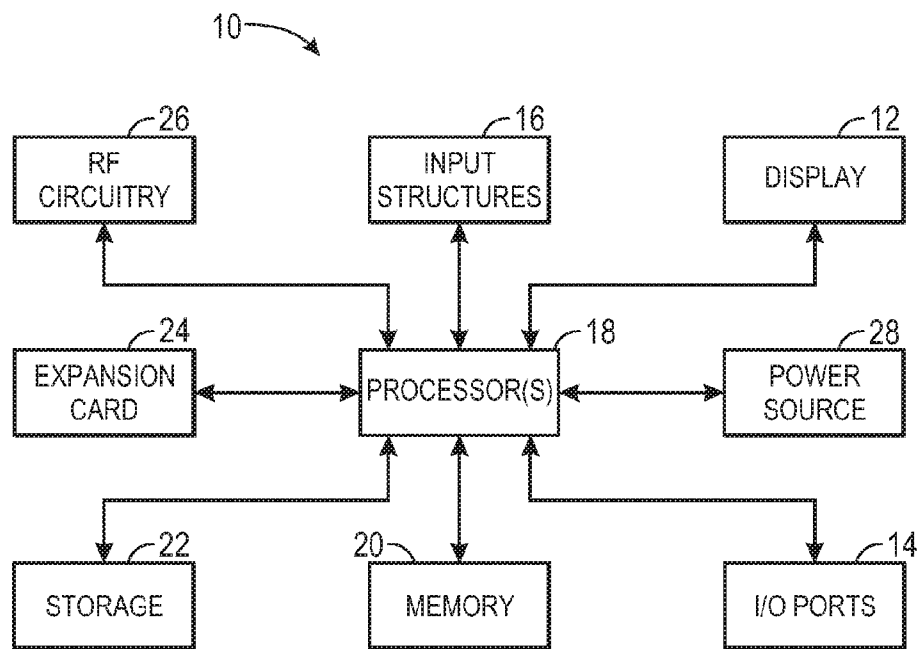 10
26
RF
CIRCUITRY
16
INPUT
STRUCTURES
12
DISPLAY
24
EXPANSION
CARD
18
PROCESSOR(S)
28
POWER
SOURCE
22
STORAGE
20
MEMORY
14
I/O PORTS